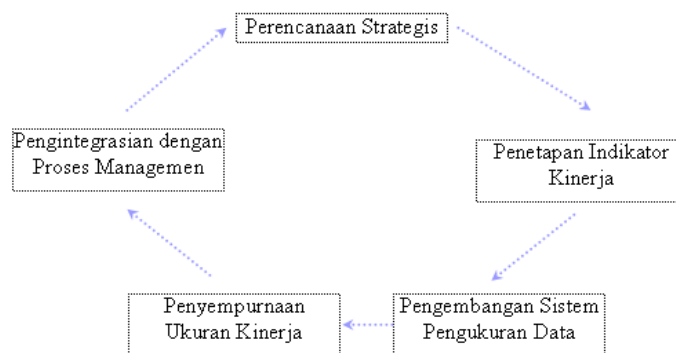 Perencanaan Strategis
Pengintegrasian dengan
Proses Managemen
Penetapan Indikator
Kinerja
Penyempurnaan
Ukuran Kinerja
Pengembangan Sistem
Pengukuran Data